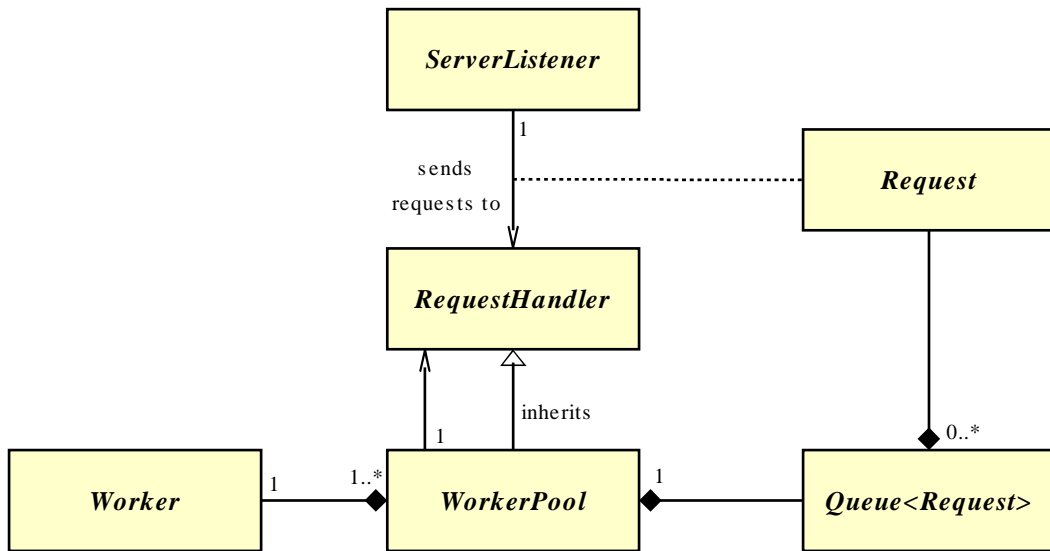 ServerListener
1
sends
requests to
Request
RequestHandler
inherits
1
0..*
1
1..*
1
Worker
WorkerPool
Queue<Request>